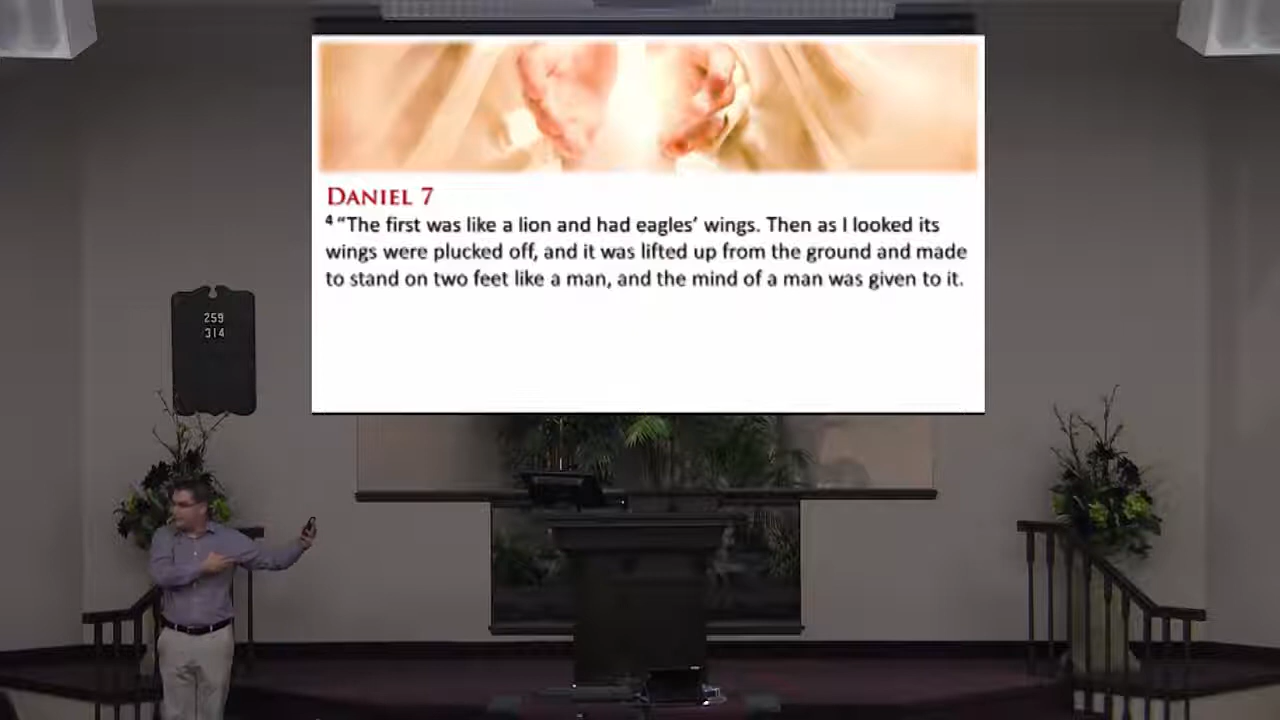 DANIEL 7
4 “The first was like a lion and had eagles’ wings. Then as I looked its
wings were plucked off, and it was lifted up from the ground and made
to stand on two feet like a man, and the mind of a man was given to it.
259
314